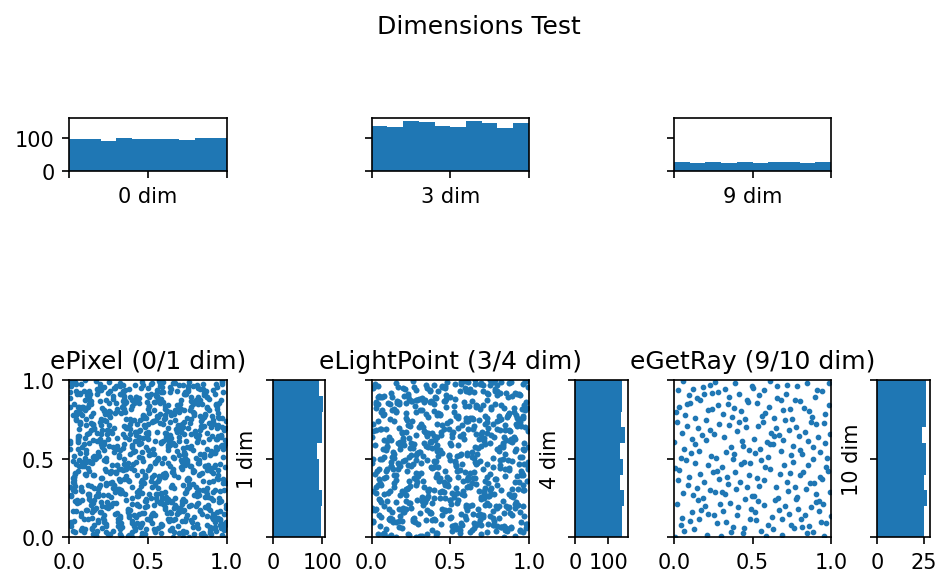 Dimensions Test
100
0
0 dim
3 dim
9 dim
ePixel (0/1 dim)
eLightPoint (3/4 dim)
eGetRay (9/10 dim)
1.0
0.5
0.0
1 dim
4 dim
10 dim
0.0 0.5 1.0
0 100
0.0 0.5 1.0
0 100
0.0 0.5 1.0
0 25